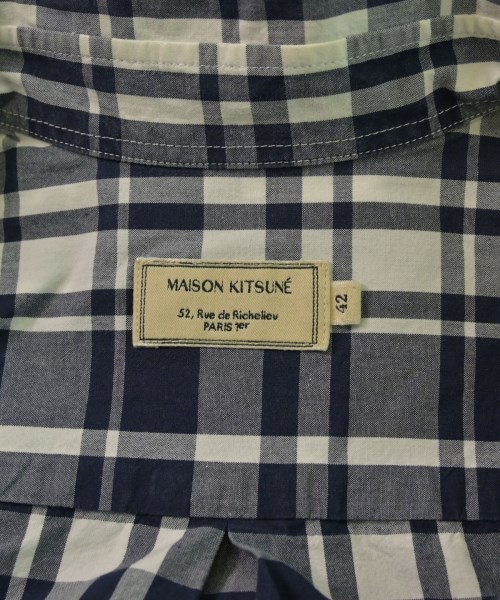 MAISON KITSUNÉ
52, Rue de Richelieu
PARIS 1er
42